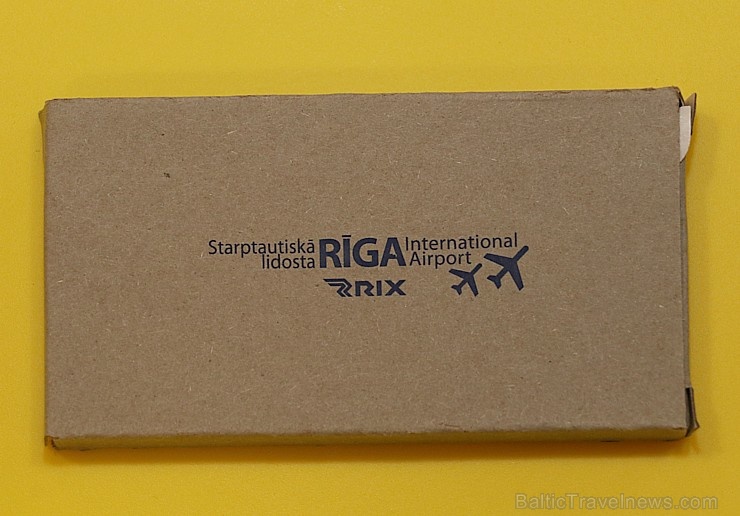 Starptautiskā RĪGA International
lidosta Airport
RIX
BalticTravelnews.com